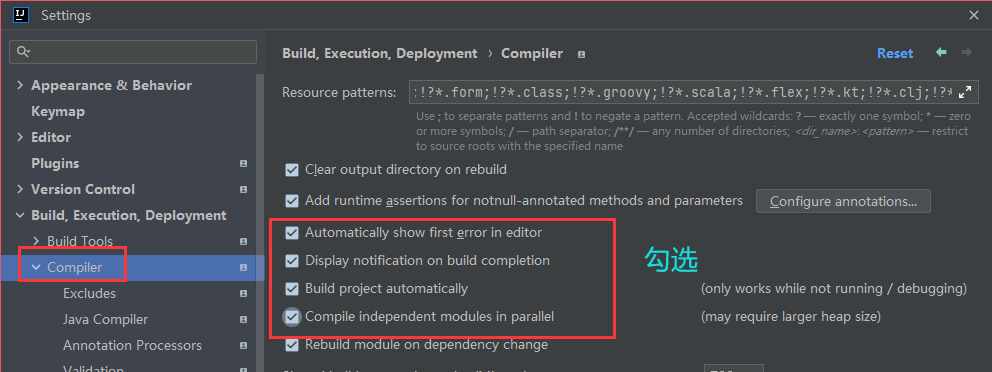 IJ Settings
Build, Execution, Deployment › Compiler Reset
Appearance & Behavior
Keymap
Editor
Plugins
Version Control
Build, Execution, Deployment
Build Tools
Compiler
Excludes
Java Compiler
Annotation Processors
Validation
Resource patterns: !?*.form;!?*.class;!?*.groovy;!?*.scala;!?*.flex;!?*.kt;!?*.clj;!?*
Use ; to separate patterns and ! to negate a pattern. Accepted wildcards: ? — exactly one symbol; * — zero
or more symbols; / — path separator; /**/ — any number of directories; <dir_name>:<pattern> — restrict
to source roots with the specified name
Clear output directory on rebuild
Add runtime assertions for notnull-annotated methods and parameters Configure annotations...
Automatically show first error in editor
Display notification on build completion
勾选
Build project automatically (only works while not running / debugging)
Compile independent modules in parallel (may require larger heap size)
Rebuild module on dependency change